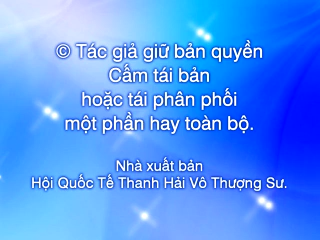 © Tác giả giữ bản quyền
Cấm tái bản
hoặc tái phân phối
một phần hay toàn bộ.
Nhà xuất bản
Hội Quốc Tế Thanh Hải Vô Thượng Sư.